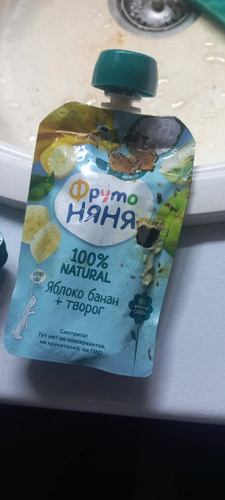 Фруто
НЯНЯ
100%
NATURAL
Яблоко банан
+ творог
Смотрите!
Тут нет ни консервантов,
ни красителей, ни ГМО